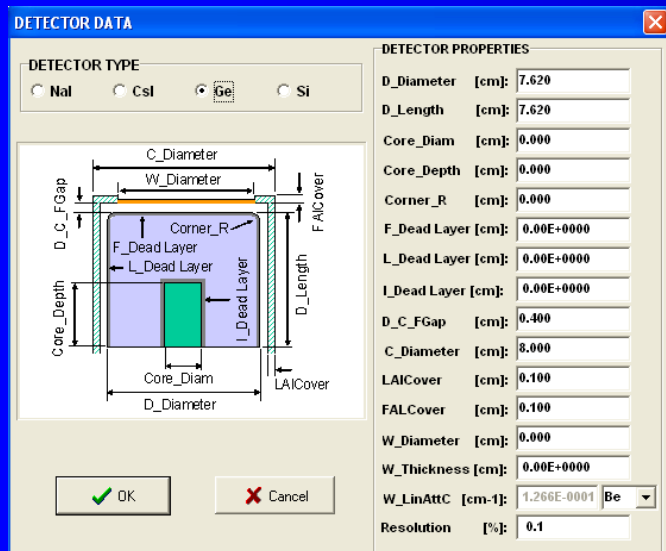 DETECTOR DATA
DETECTOR TYPE
NaI CsI Ge Si
C_Diameter
W_Diameter
D_C_FGap
FAlCover
Corner_R
F_Dead Layer
L_Dead Layer
I_Dead Layer
D_Length
Core_Depth
Core_Diam
LAlCover
D_Diameter
OK Cancel
DETECTOR PROPERTIES
D_Diameter [cm]: 7.620
D_Length [cm]: 7.620
Core_Diam [cm]: 0.000
Core_Depth [cm]: 0.000
Corner_R [cm]: 0.000
F_Dead Layer [cm]: 0.00E+0000
L_Dead Layer [cm]: 0.00E+0000
I_Dead Layer [cm]: 0.00E+0000
D_C_FGap [cm]: 0.400
C_Diameter [cm]: 8.000
LAlCover [cm]: 0.100
FALCover [cm]: 0.100
W_Diameter [cm]: 0.000
W_Thickness [cm]: 0.00E+0000
W_LinAttC [cm-1]: 1.266E-0001 Be
Resolution [%]: 0.1